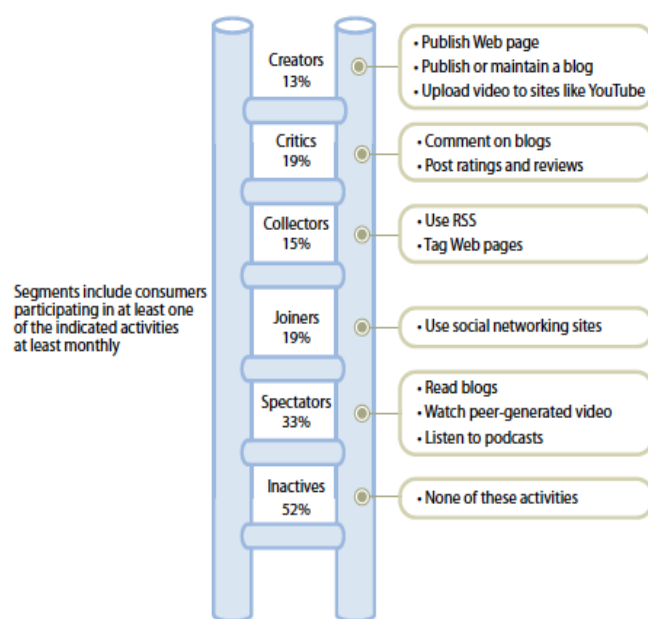 Creators
13%
• Publish Web page
• Publish or maintain a blog
• Upload video to sites like YouTube
Critics
19%
• Comment on blogs
• Post ratings and reviews
Collectors
15%
• Use RSS
• Tag Web pages
Segments include consumers
participating in at least one
of the indicated activities
at least monthly
Joiners
19%
• Use social networking sites
Spectators
33%
• Read blogs
• Watch peer-generated video
• Listen to podcasts
Inactives
52%
• None of these activities